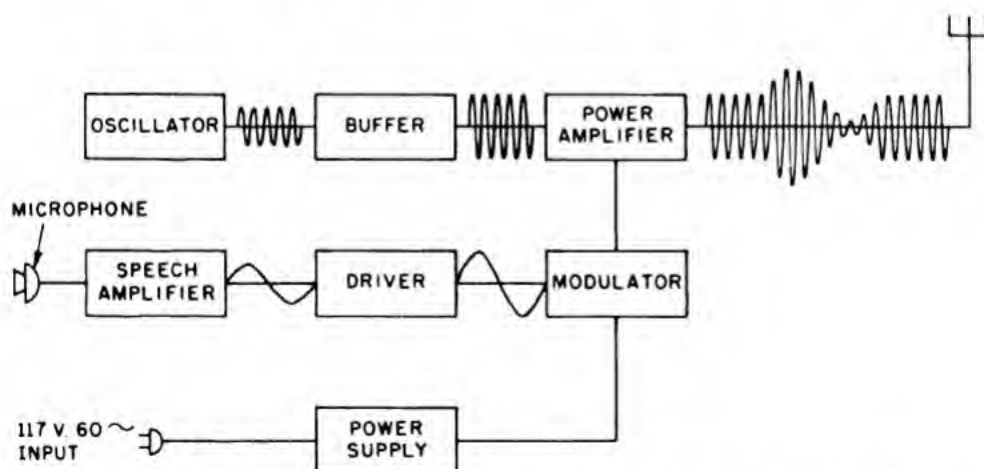 OSCILLATOR
BUFFER
POWER
AMPLIFIER
MICROPHONE
SPEECH
AMPLIFIER
DRIVER
MODULATOR
117 V. 60 ~
INPUT
POWER
SUPPLY